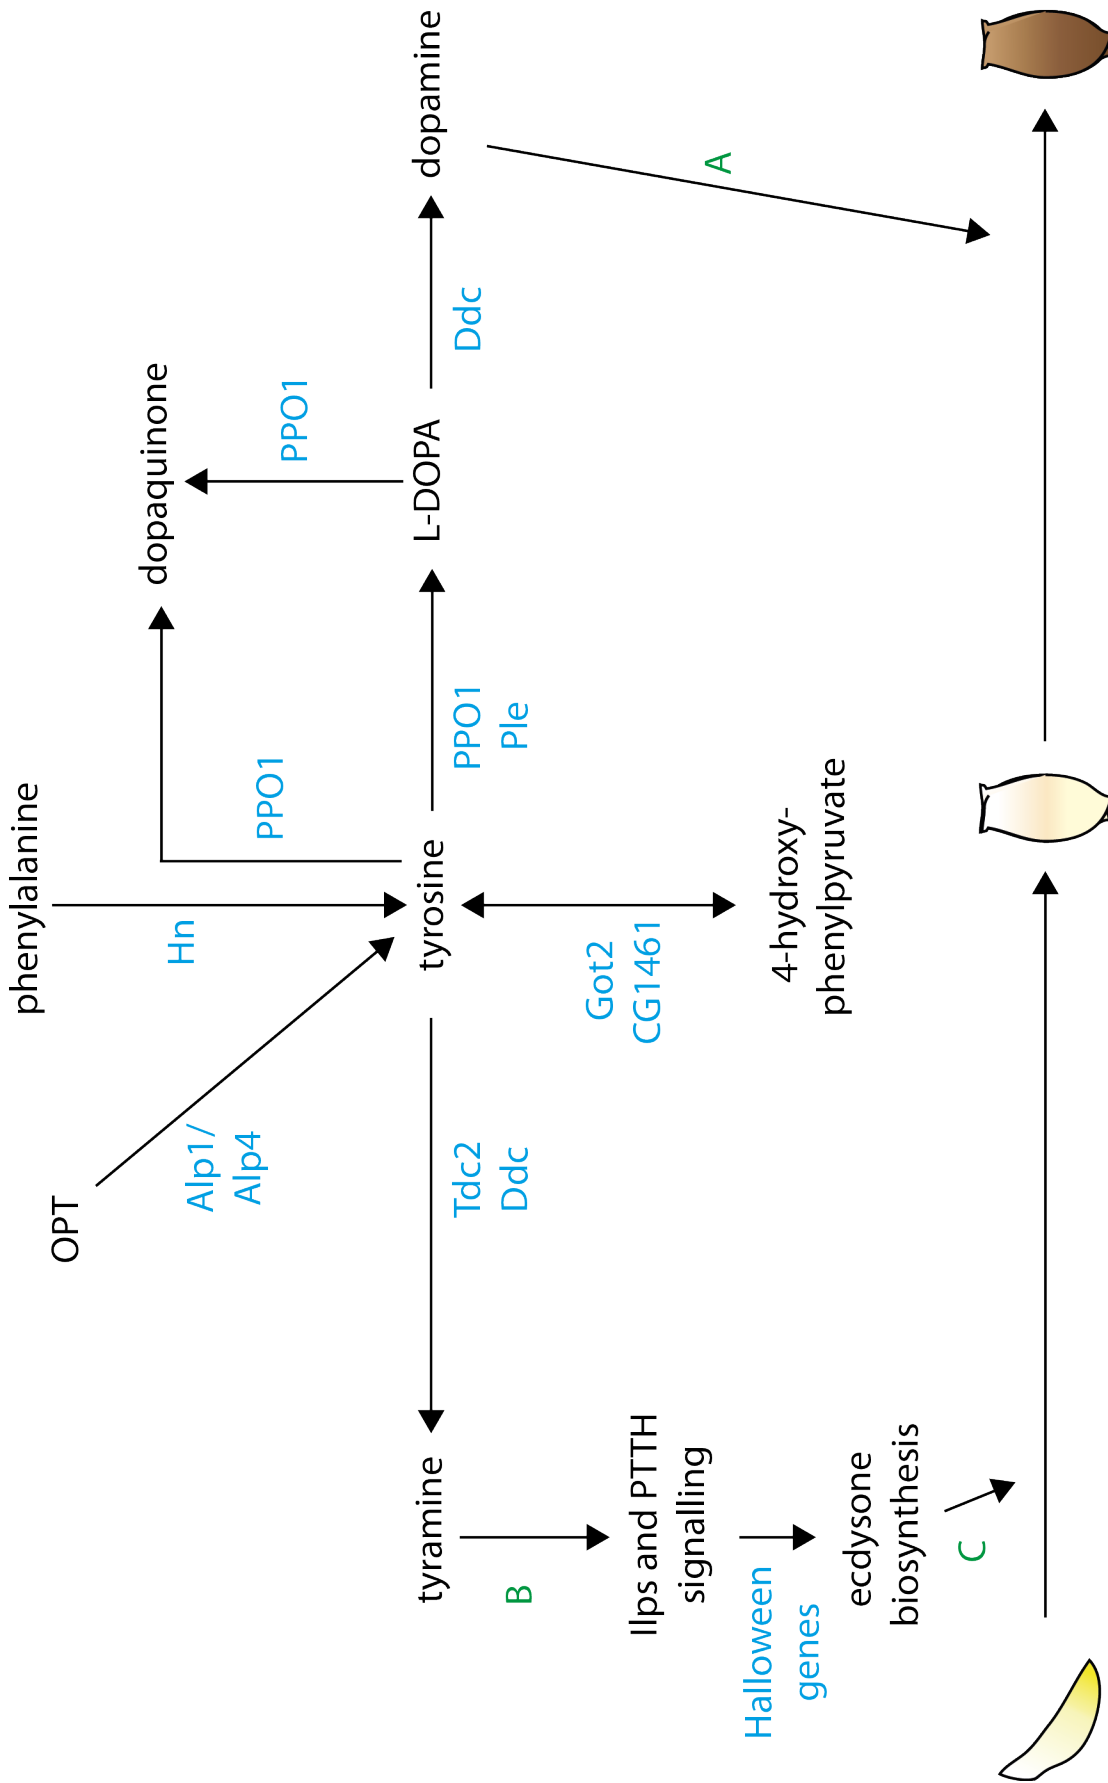 OPT
phenylalanine
dopaquinone
Alp1/
Alp4
Hn
PPO1
PPO1
tyramine
tyrosine
L-DOPA
dopamine
Tdc2
Ddc
PPO1
Ple
Ddc
B
Got2
CG1461
A
Ilps and PTTH
signalling
4-hydroxy-
phenylpyruvate
Halloween
genes
ecdysone
biosynthesis
C